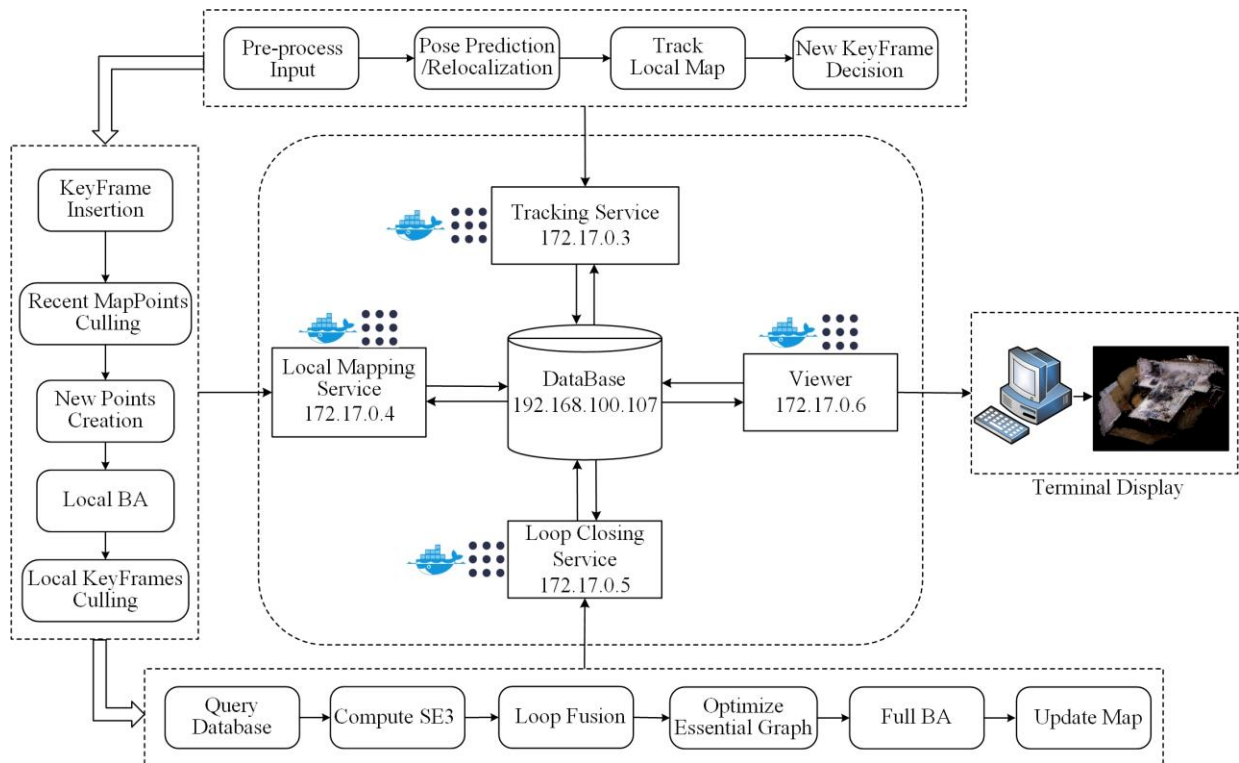 Pre-process
Input
Pose Prediction
/Relocalization
Track
Local Map
New KeyFrame
Decision
KeyFrame
Insertion
Recent MapPoints
Culling
New Points
Creation
Local BA
Local KeyFrames
Culling
Tracking Service
172.17.0.3
Local Mapping
Service
172.17.0.4
DataBase
192.168.100.107
Viewer
172.17.0.6
Loop Closing
Service
172.17.0.5
Terminal Display
Query
Database
Compute SE3
Loop Fusion
Optimize
Essential Graph
Full BA
Update Map